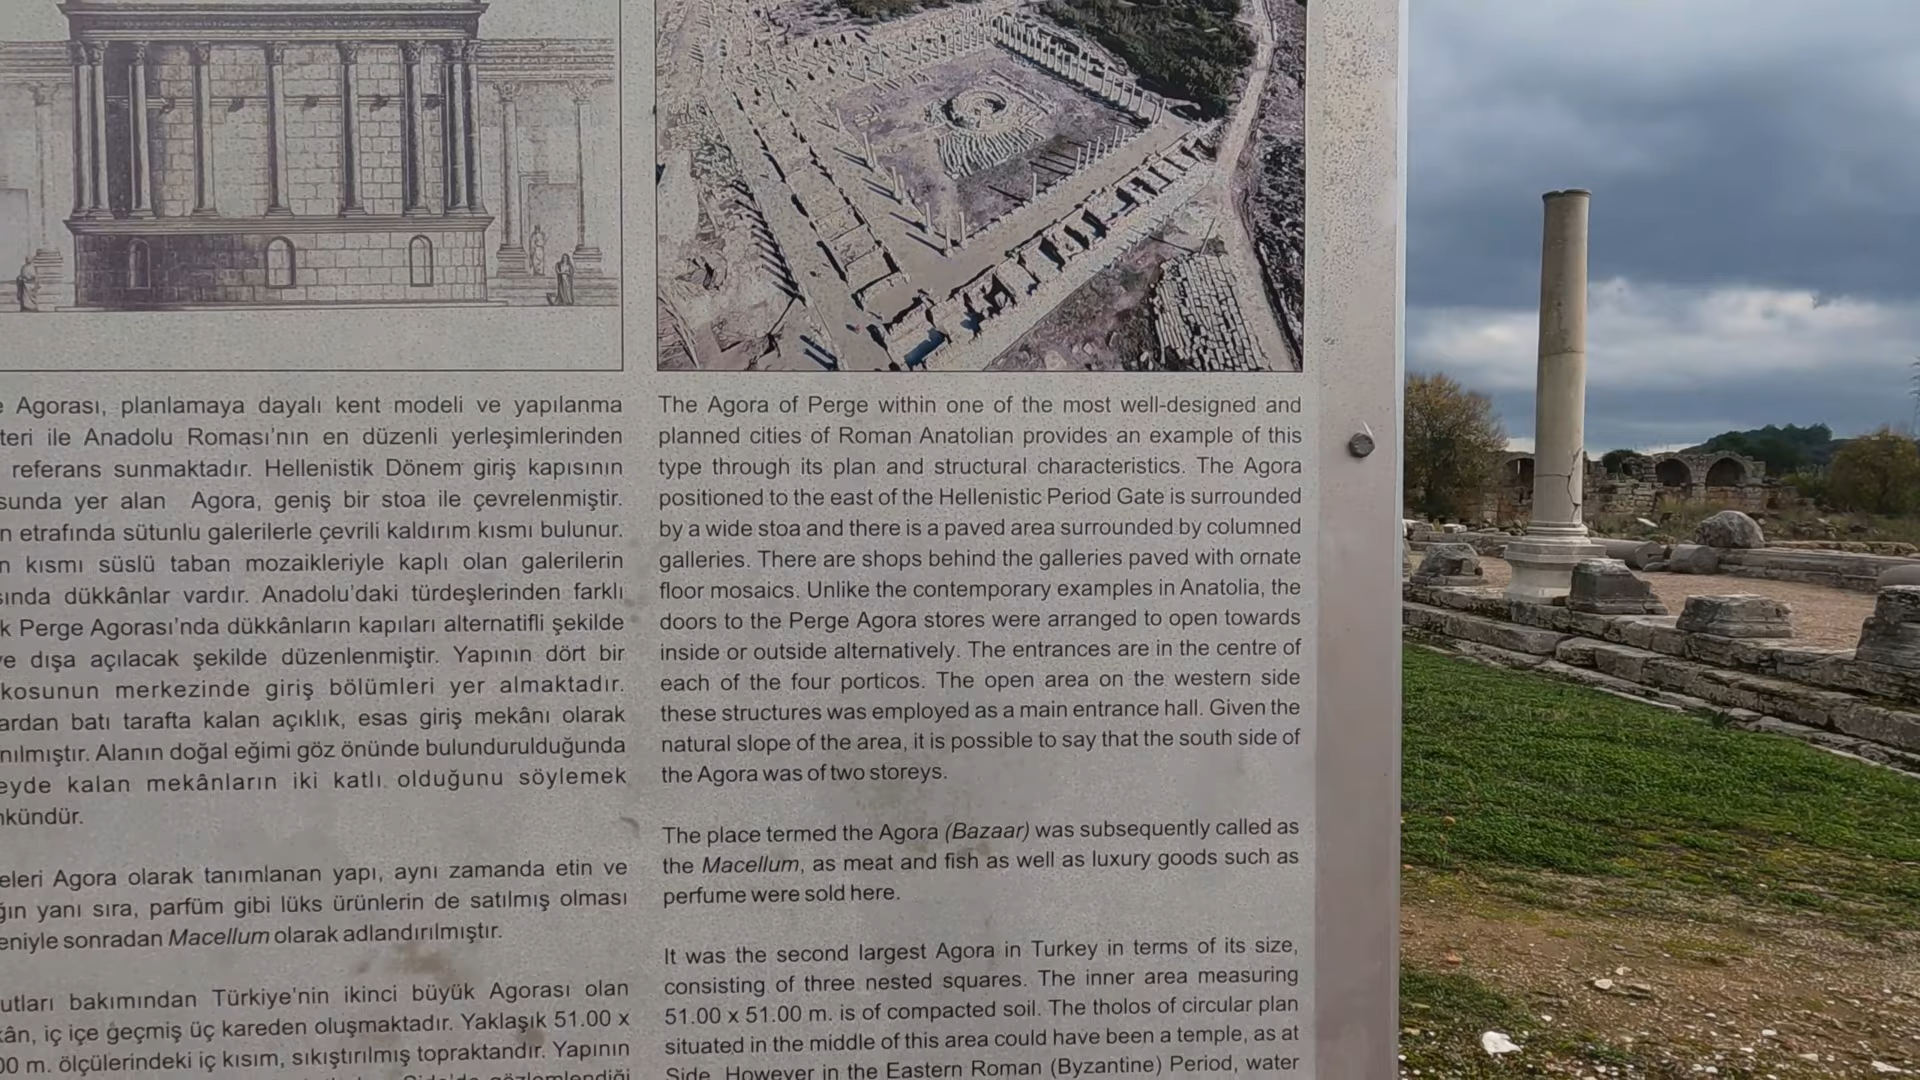 Agorası, planlamaya dayalı kent modeli ve yapılanma
ile Anadolu Roması'nın en düzenli yerleşimlerinden
referans sunmaktadır. Hellenistik Dönem giriş kapısının
yer alan Agora, geniş bir stoa ile çevrelenmiştir.
etrafında sütunlu galerilerle çevrili kaldırım kısmı bulunur.
kısmı süslü taban mozaikleriyle kaplı olan galerilerin
dükkânlar vardır. Anadolu'daki türdeşlerinden farklı
Perge Agorası'nda dükkânların kapıları alternatifli şekilde
dışa açılacak şekilde düzenlenmiştir. Yapının dört bir
merkezinde giriş bölümleri yer almaktadır.
batı tarafta kalan açıklık, esas giriş mekânı olarak
Alanın doğal eğimi göz önünde bulundurulduğunda
kalan mekânların iki katlı olduğunu söylemek
Agora olarak tanımlanan yapı, aynı zamanda etin ve
yanı sıra, parfüm gibi lüks ürünlerin de satılmış olması
sonradan Macellum olarak adlandırılmıştır.
bakımından Türkiye'nin ikinci büyük Agorası olan
iç içe geçmiş üç kareden oluşmaktadır. Yaklaşık 51.00 x
m. ölçülerindeki iç kısım, sıkıştırılmış topraktandır. Yapının
The Agora of Perge within one of the most well-designed and
planned cities of Roman Anatolian provides an example of this
type through its plan and structural characteristics. The Agora
positioned to the east of the Hellenistic Period Gate is surrounded
by a wide stoa and there is a paved area surrounded by columned
galleries. There are shops behind the galleries paved with ornate
floor mosaics. Unlike the contemporary examples in Anatolia, the
doors to the Perge Agora stores were arranged to open towards
inside or outside alternatively. The entrances are in the centre of
each of the four porticos. The open area on the western side
these structures was employed as a main entrance hall. Given the
natural slope of the area, it is possible to say that the south side of
the Agora was of two storeys.
The place termed the Agora (Bazaar) was subsequently called as
the Macellum, as meat and fish as well as luxury goods such as
perfume were sold here.
It was the second largest Agora in Turkey in terms of its size,
consisting of three nested squares. The inner area measuring
51.00 x 51.00 m. is of compacted soil. The tholos of circular plan
situated in the middle of this area could have been a temple, as at
Side. However in the Eastern Roman (Byzantine) Period, water